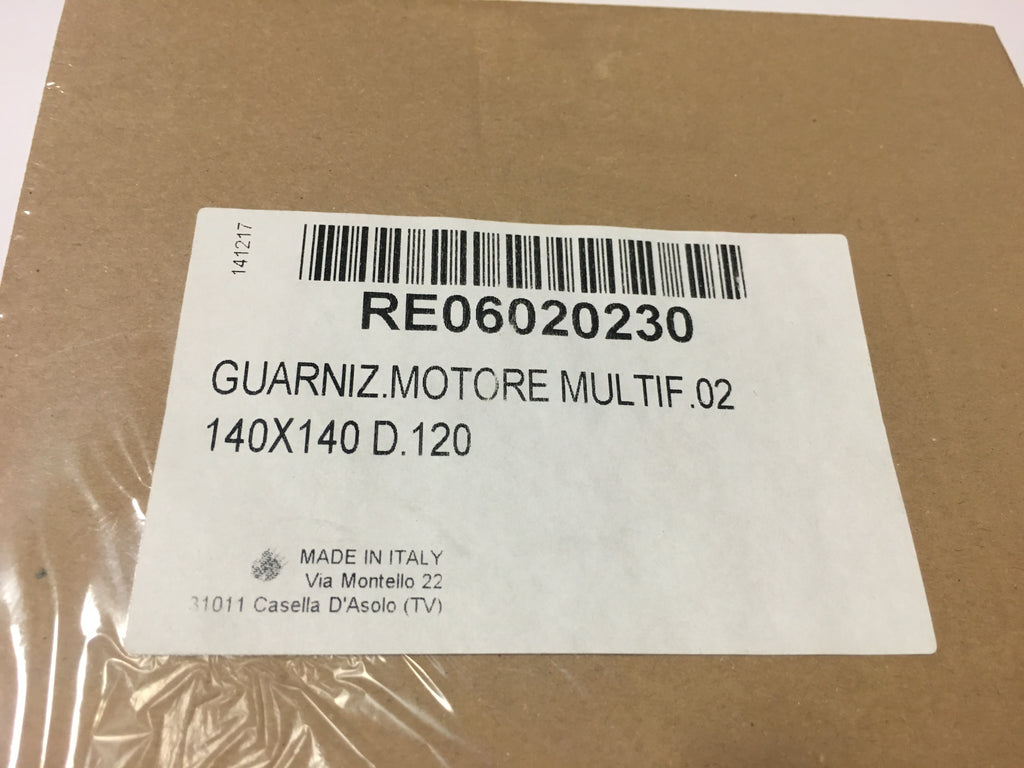 141217
RE06020230
GUARNIZ.MOTORE MULTIF.02
140X140 D.120
MADE IN ITALY
Via Montello 22
31011 Casella D'Asolo (TV)